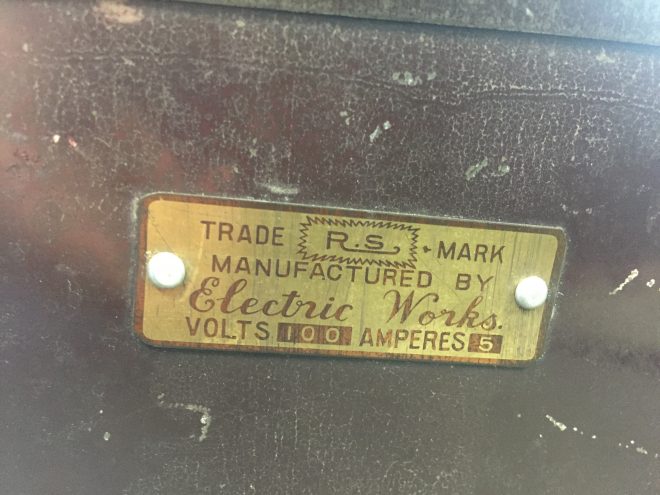 TRADE R.S. MARK
MANUFACTURED BY
Electric Works.
VOLTS 100 AMPERES 5